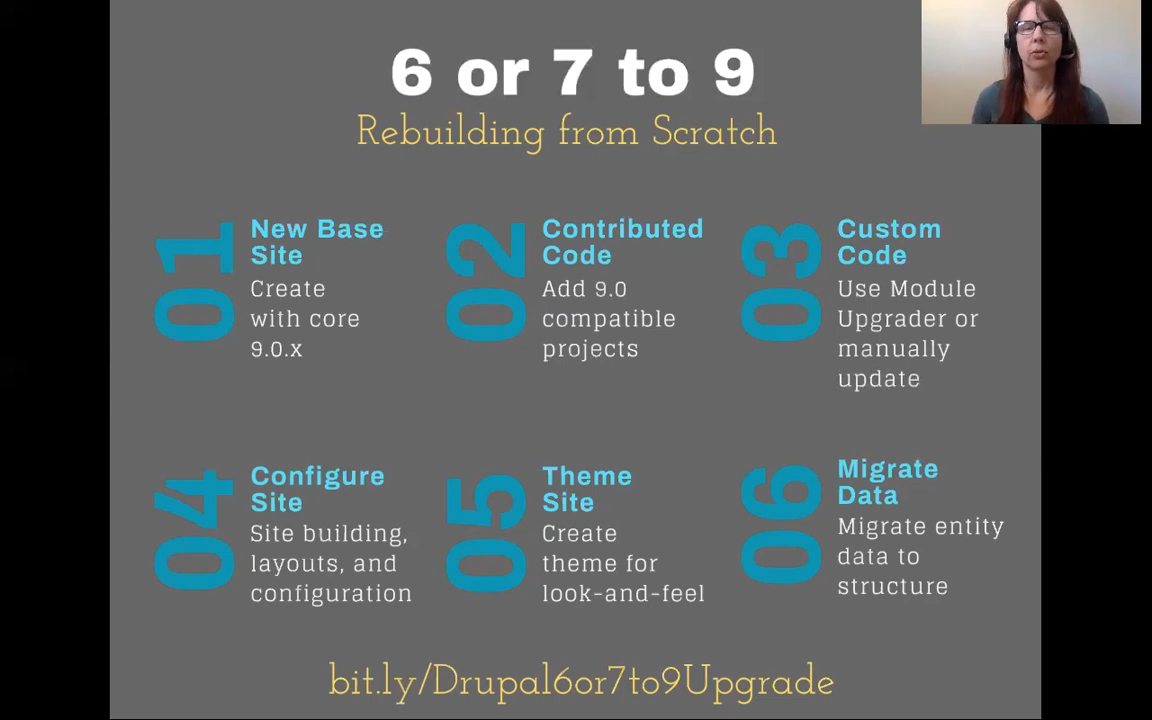 6 or 7 to 9
Rebuilding from Scratch
01
New Base
Site
Create
with core
9.0.x
02
Contributed
Code
Add 9.0
compatible
projects
03
Custom
Code
Use Module
Upgrader or
manually
update
04
Configure
Site
Site building,
layouts, and
configuration
05
Theme
Site
Create
theme for
look-and-feel
06
Migrate
Data
Migrate entity
data to
structure
bit.ly/Drupal6or7to9Upgrade